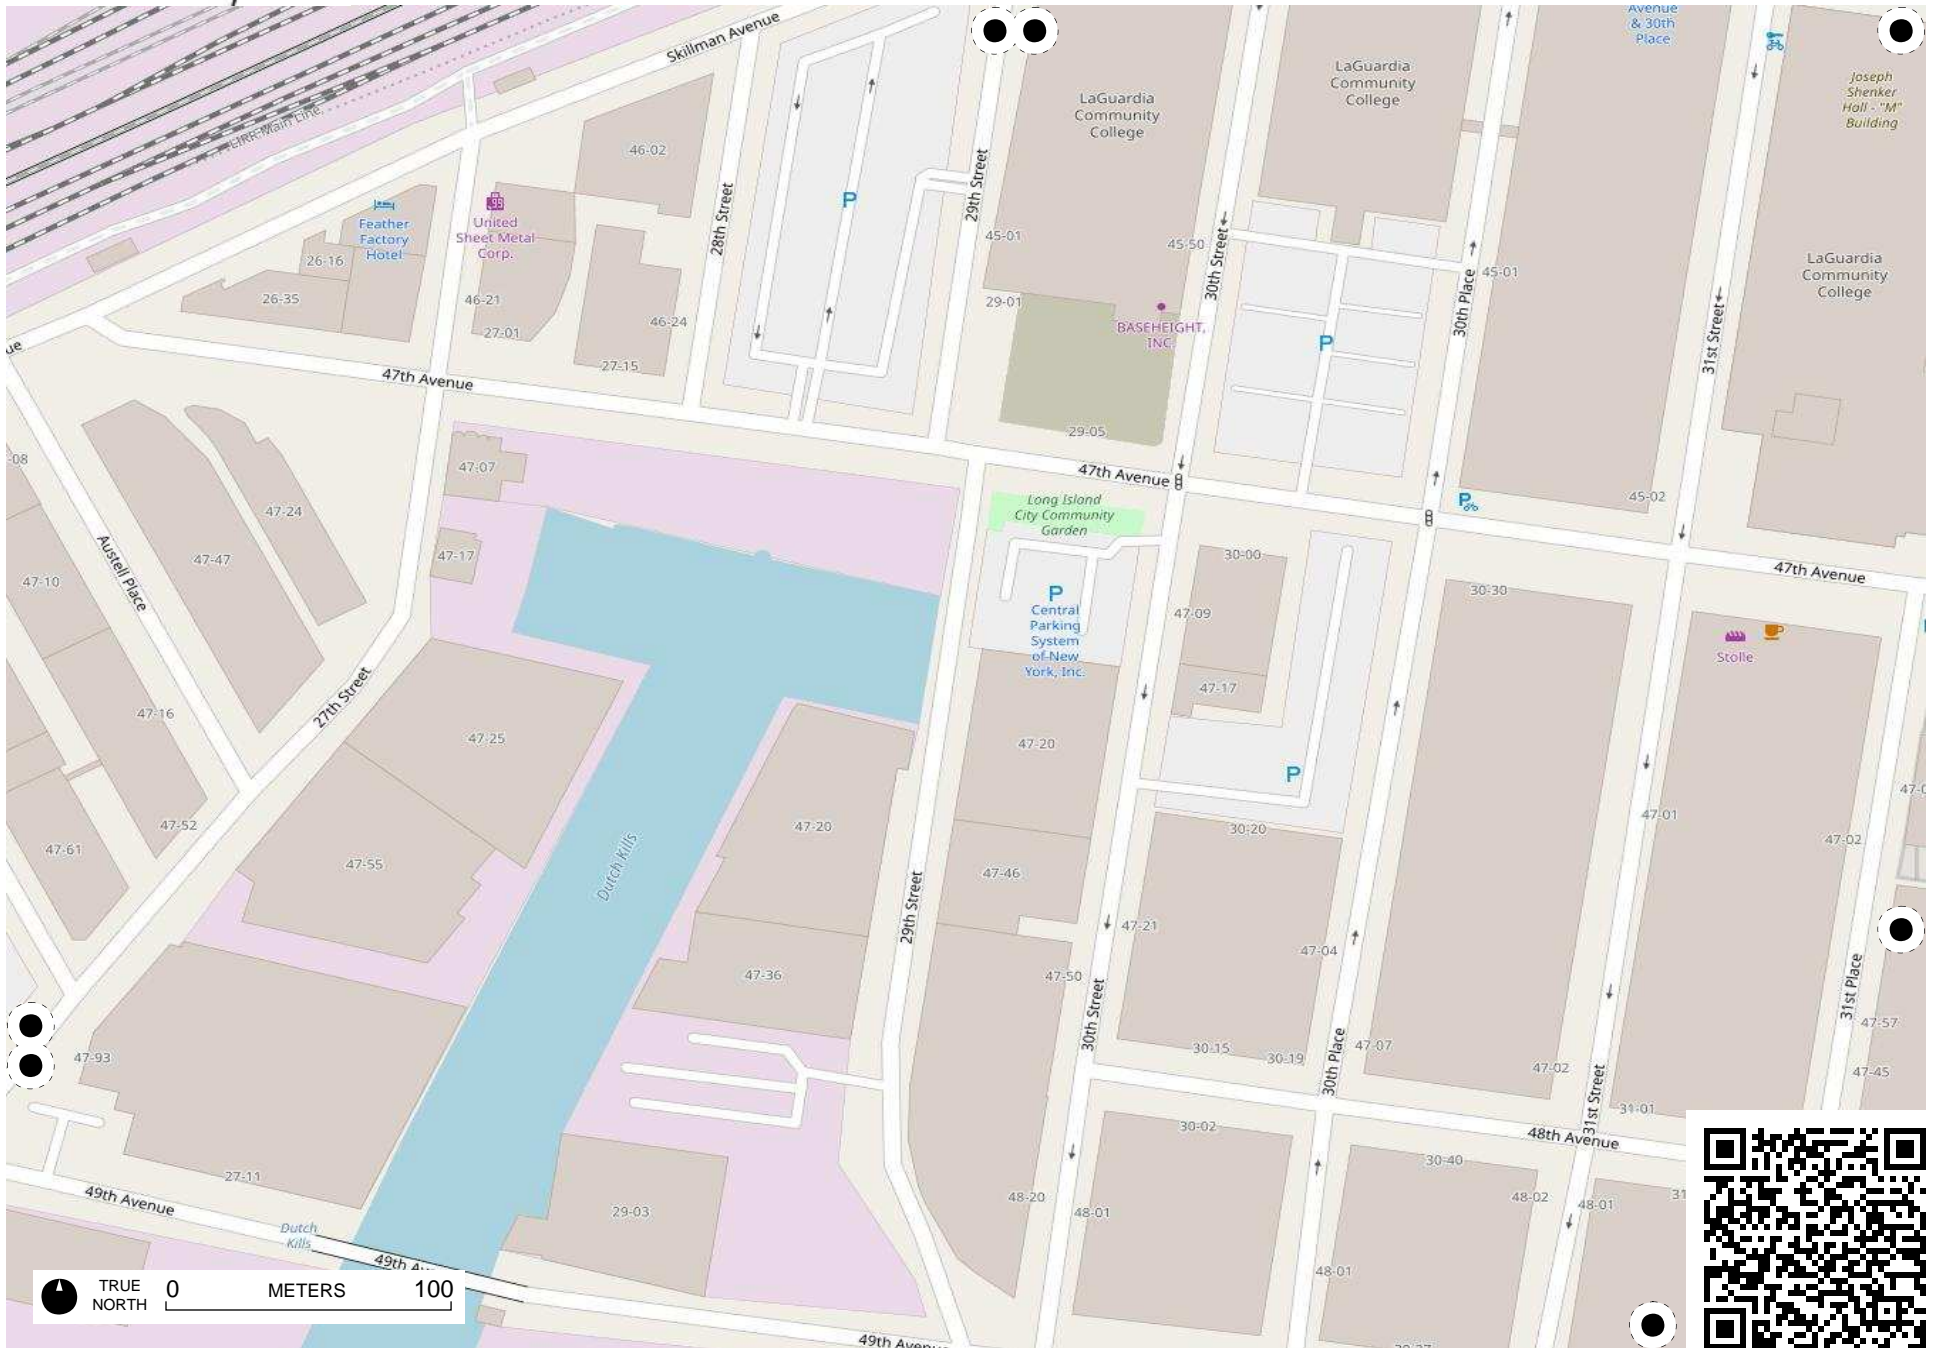 Skillman Avenue
Avenue
& 30th
Place
LaGuardia
Community
College
LaGuardia
Community
College
Joseph
Shenker
Hall - "M"
Building
LIRR Main Line
46-02
28th Street
P
29th Street
Feather
Factory
Hotel
United
Sheet Metal
Corp.
26-16
26-35
46-21
27-01
46-24
27-15
45-01
45-50
30th Street
30th Place
45-01
LaGuardia
Community
College
29-01
BASEHEIGHT,
INC.
P
31st Street
ue
47th Avenue
29-05
47th Avenue
-08
47-07
45-02
P
Long Island
City Community
Garden
47-24
47-47
47-17
Austell Place
47-10
30-00
47th Avenue
P
Central
Parking
System
of New
York, Inc.
30-30
47-09
Stolle
47-16
27th Street
47-17
47-25
47-20
P
47-0
47-52
47-61
47-55
Dutch Kills
47-20
30-20
47-01
47-02
47-46
29th Street
47-21
47-04
47-36
47-50
31st Place
30th Street
47-57
47-93
30-15
30-19
30th Place
47-07
47-02
47-45
31st Street
31-01
30-02
48th Avenue
30-40
27-11
49th Avenue
29-03
48-20
48-01
48-02
48-01
31
Dutch
Kills
49th Av
48-01
TRUE
NORTH
0
METERS
100
49th Avenue